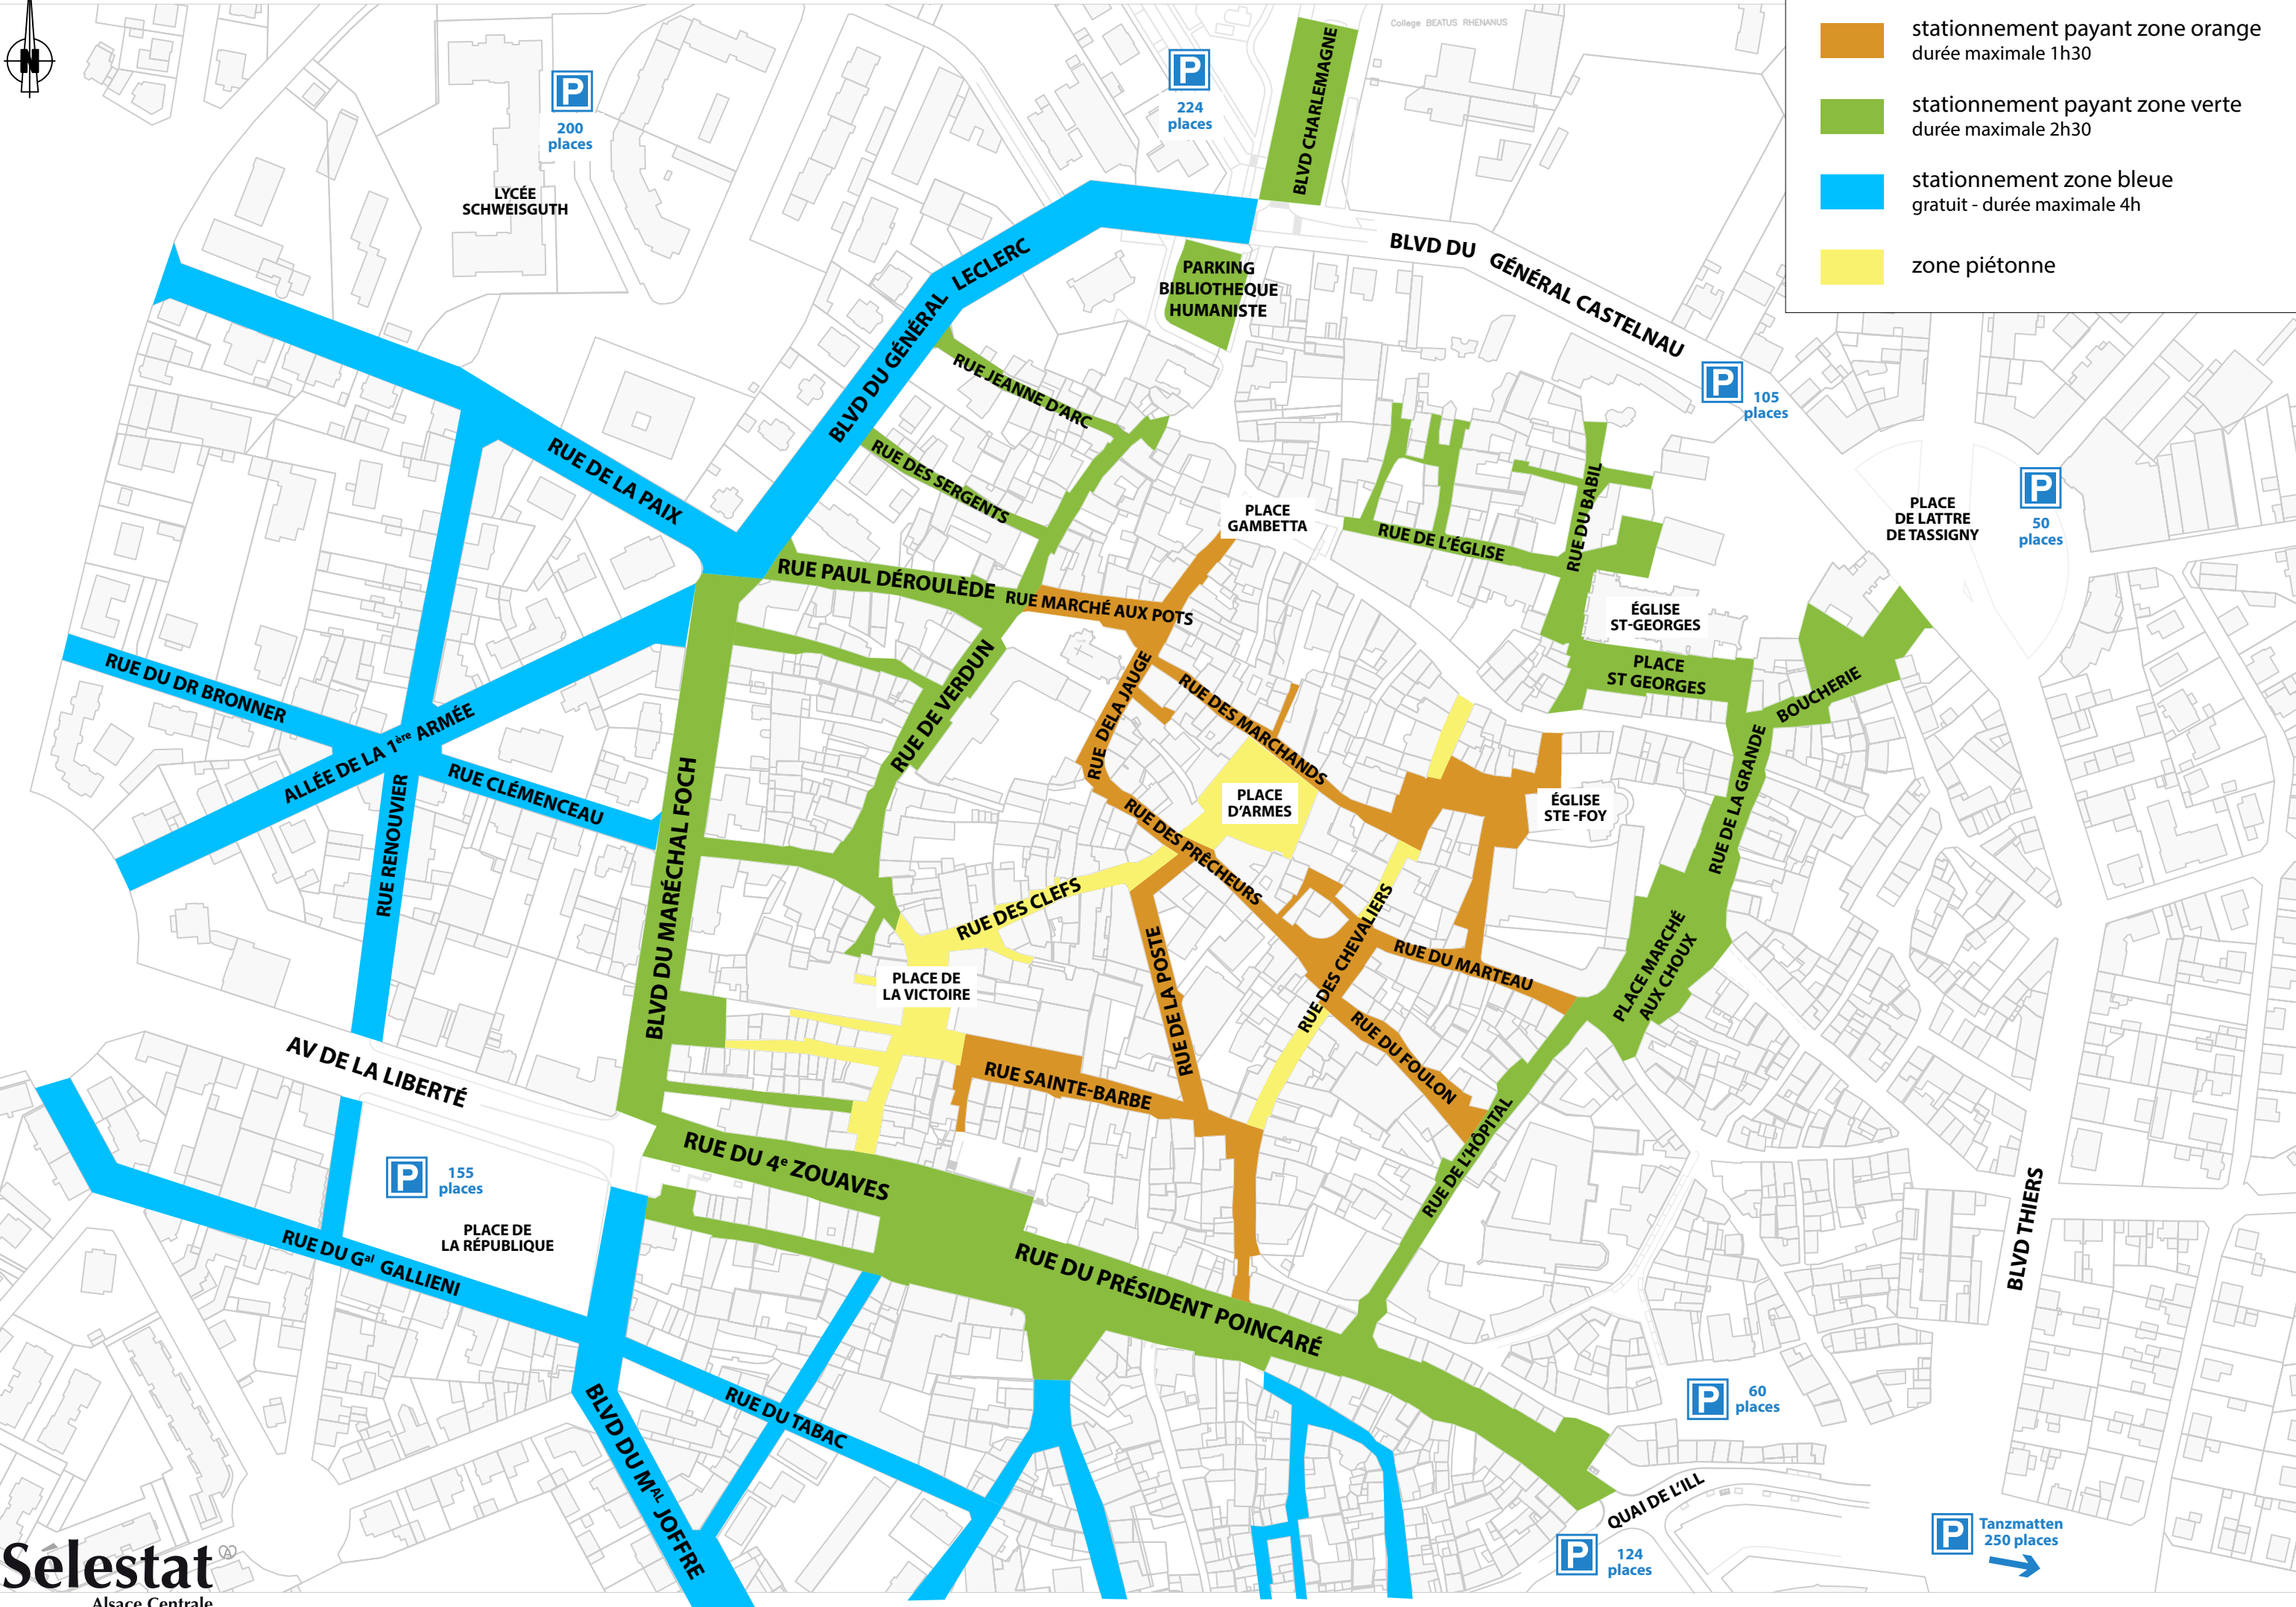 College BEATUS RHENANUS
stationnement payant zone orange
durée maximale 1h30
stationnement payant zone verte
durée maximale 2h30
stationnement zone bleue
gratuit - durée maximale 4h
zone piétonne
N
P
200
places
P
224
places
BLVD CHARLEMAGNE
LYCÉE
SCHWEISGUTH
BLVD DU GÉNÉRAL LECLERC
PARKING
BIBLIOTHEQUE
HUMANISTE
BLVD DU GÉNÉRAL CASTELNAU
P
105
places
RUE JEANNE D'ARC
RUE DES SERGENTS
RUE DE LA PAIX
PLACE
GAMBETTA
RUE DE L'ÉGLISE
RUE DU BABIL
PLACE
DE LATTRE
DE TASSIGNY
P
50
places
RUE PAUL DÉROULÈDE
RUE MARCHÉ AUX POTS
ÉGLISE
ST-GEORGES
PLACE
ST GEORGES
BOUCHERIE
RUE DE LA GRANDE
RUE DU DR BRONNER
ALLÉE DE LA 1ère ARMÉE
RUE CLÉMENCEAU
RUE RENOUVIER
BLVD DU MARÉCHAL FOCH
RUE DE VERDUN
RUE DELA JAUGE
RUE DES MARCHANDS
PLACE
D'ARMES
ÉGLISE
STE -FOY
RUE DES PRÊCHEURS
RUE DES CLEFS
RUE DES CHEVALIERS
RUE DU MARTEAU
PLACE MARCHÉ
AUX CHOUX
PLACE DE
LA VICTOIRE
RUE DE LA POSTE
RUE DU FOULON
RUE SAINTE-BARBE
RUE DE L'HÔPITAL
AV DE LA LIBERTÉ
RUE DU 4e ZOUAVES
P
155
places
PLACE DE
LA RÉPUBLIQUE
RUE DU Gal GALLIENI
RUE DU PRÉSIDENT POINCARÉ
BLVD THIERS
RUE DU TABAC
BLVD DU MAL JOFFRE
P
60
places
QUAI DE L'ILL
P
124
places
P
Tanzmatten
250 places
Selestat
Alsace Centrale